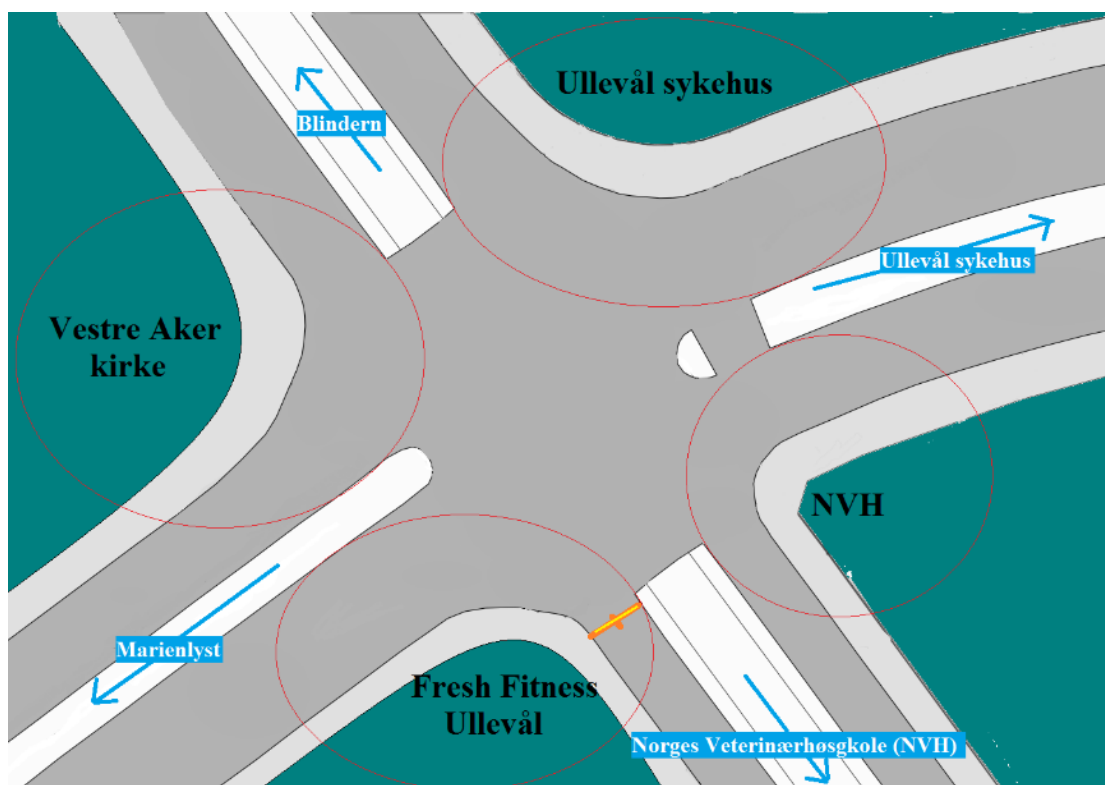 Ullevål sykehus
Blindern
Ullevål sykehus
Vestre Aker
kirke
NVH
Marienlyst
Fresh Fitness
Ullevål
Norges Veterinærhøsgkole (NVH)